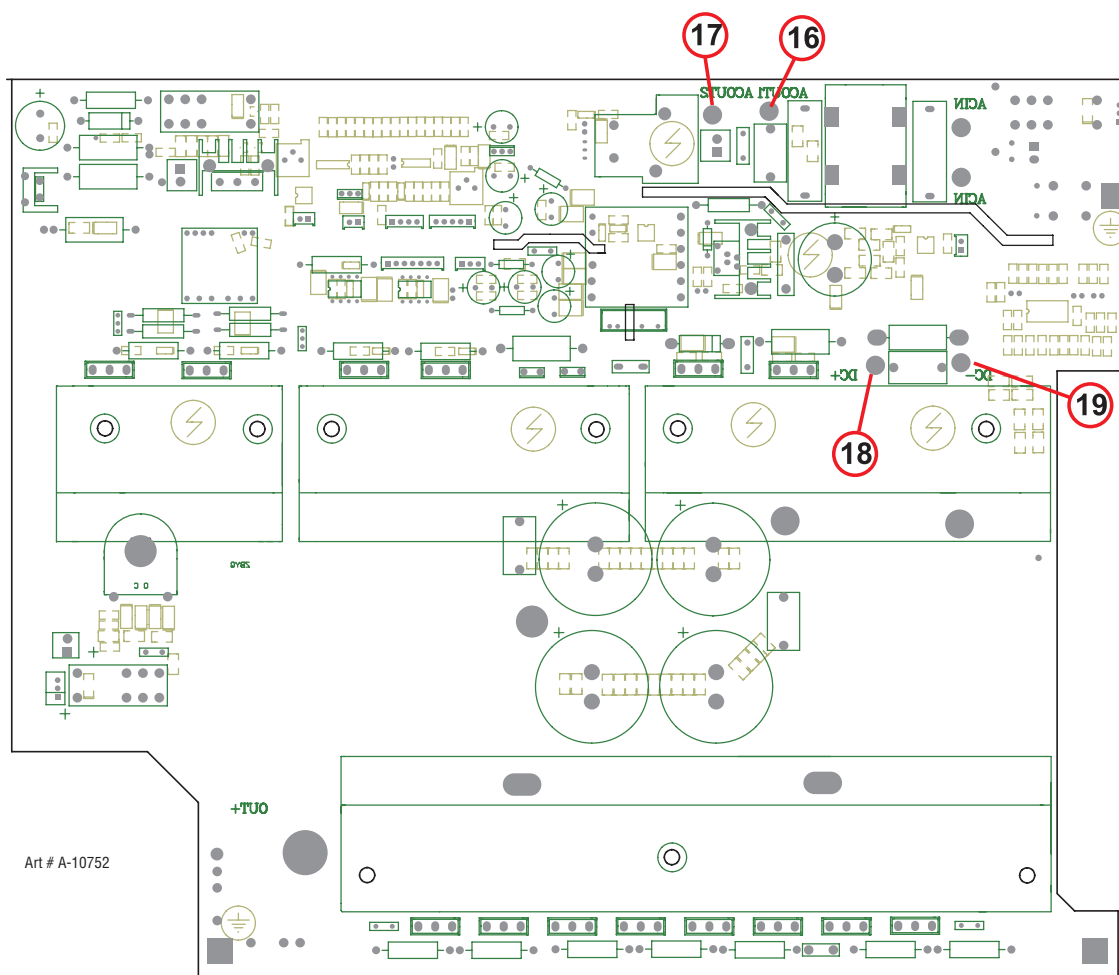 17
16
ACOUT2 ACOUT1
ACIN
ACIN
DC+
DC-
19
18
OUT+
Art # A-10752